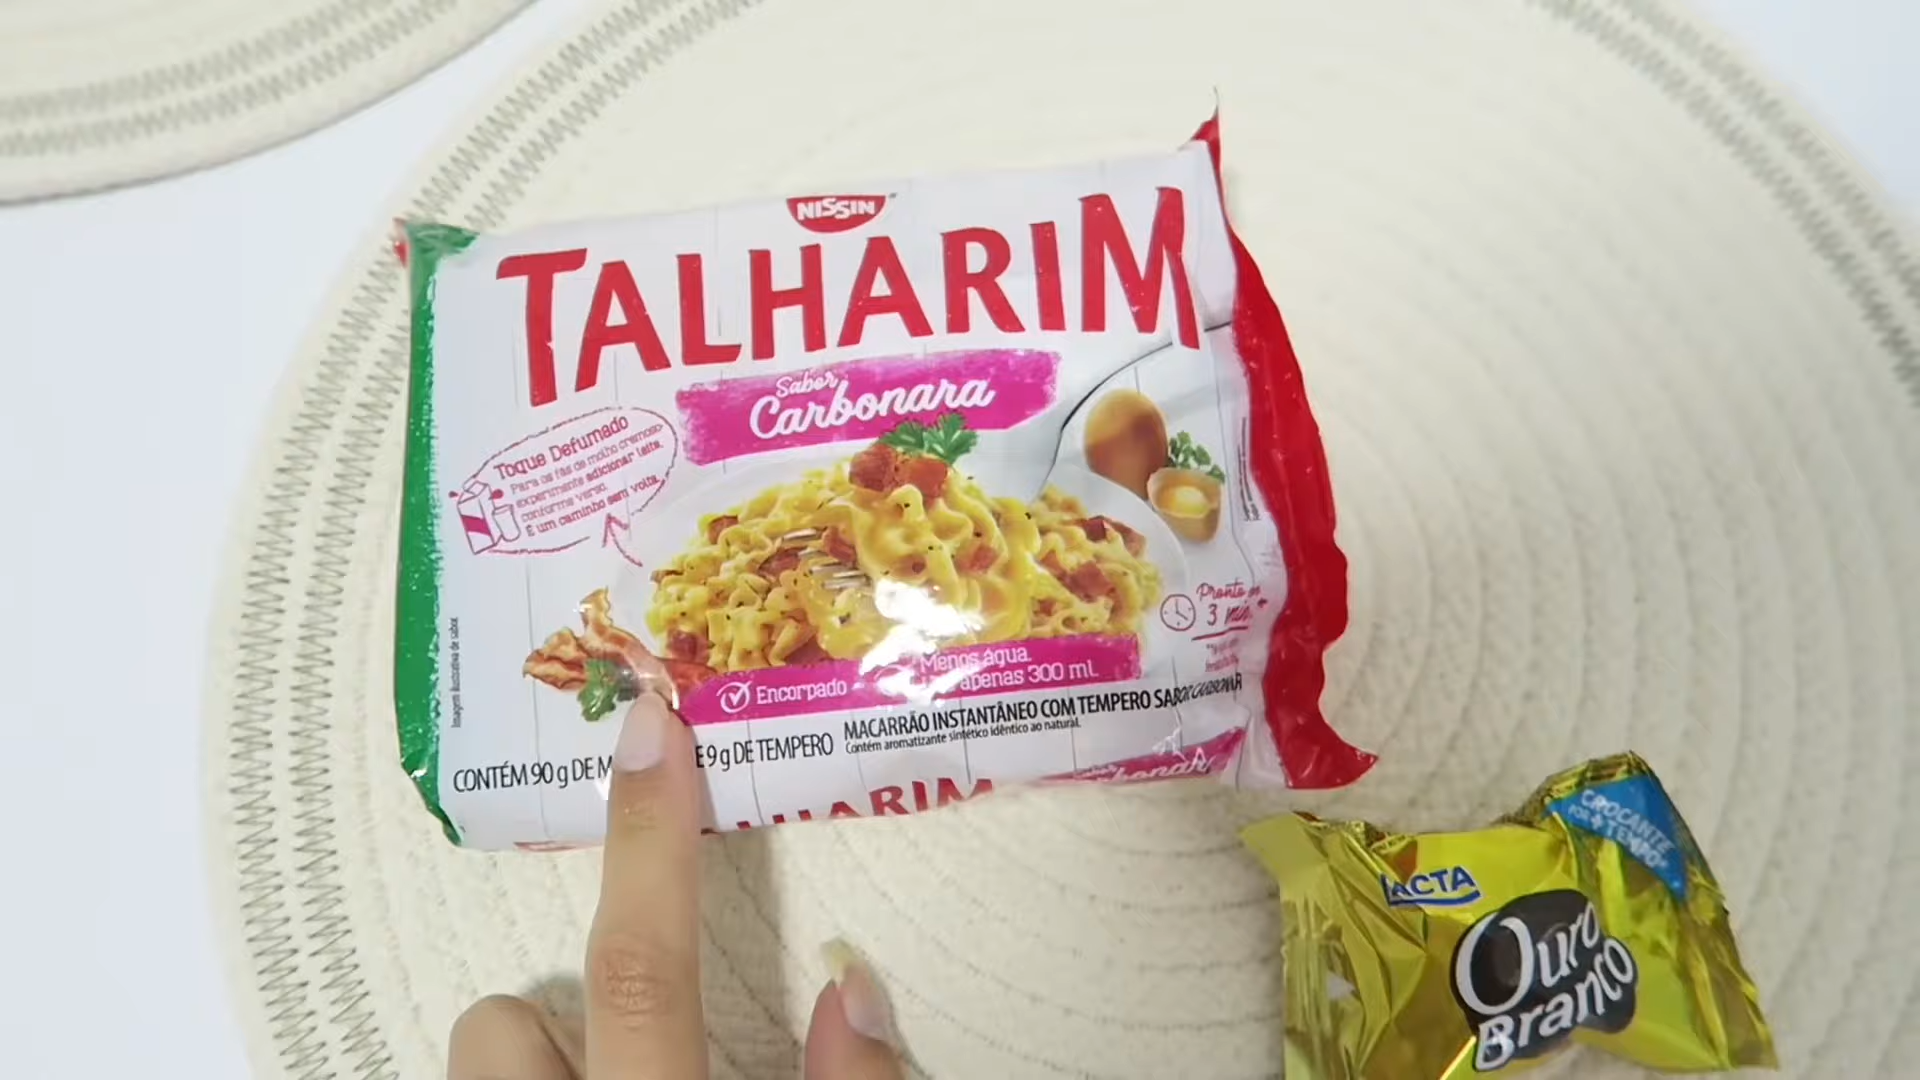 NISSIN
TALHARIM
Sabor
Carbonara
Toque Defumado
Para os fãs de molho cremoso
experimente adicionar leite,
conforme verso.
É um caminho sem volta.
Pronto em
3 min.*
Imagem ilustrativa de sabor
Encorpado
Menos água.
apenas 300 ml.
MACARRÃO INSTANTÂNEO COM TEMPERO SABOR CARBONAR
Contém aromatizante sintético idêntico ao natural.
CONTÉM 90 g DE M E 9 g DE TEMPERO
LHARIM
LACTA
CROCANTE
POR + TEMPO*
Ouro
Branco